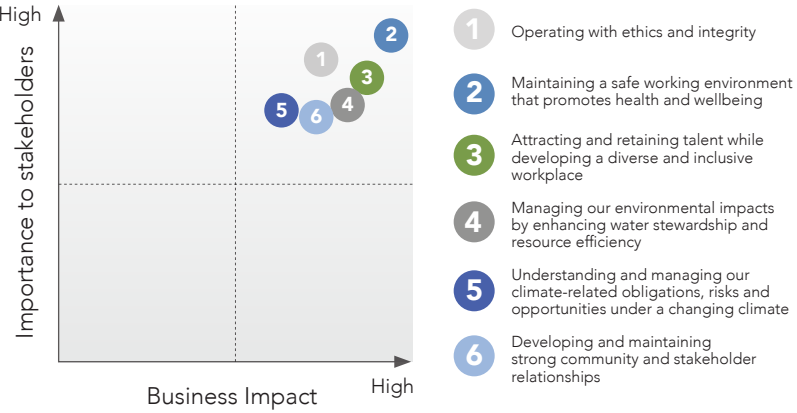 High
Importance to stakeholders
2
1
3
4
5
6
Business Impact
High
1
Operating with ethics and integrity
2
Maintaining a safe working environment
that promotes health and wellbeing
3
Attracting and retaining talent while
developing a diverse and inclusive
workplace
4
Managing our environmental impacts
by enhancing water stewardship and
resource efficiency
5
Understanding and managing our
climate-related obligations, risks and
opportunities under a changing climate
6
Developing and maintaining
strong community and stakeholder
relationships